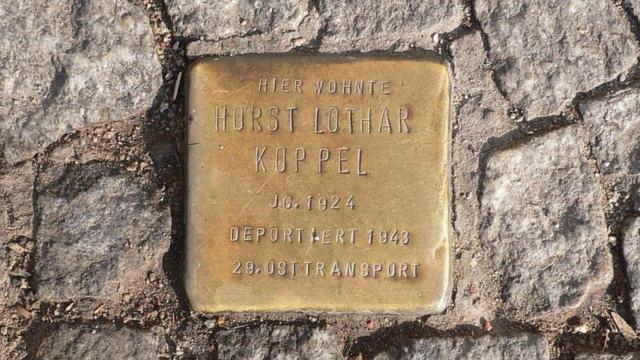 HIER WOHNTE
HORST LOTHAR
KOPPEL
JG. 1924
DEPORTIERT 1943
29. OSTTRANSPORT